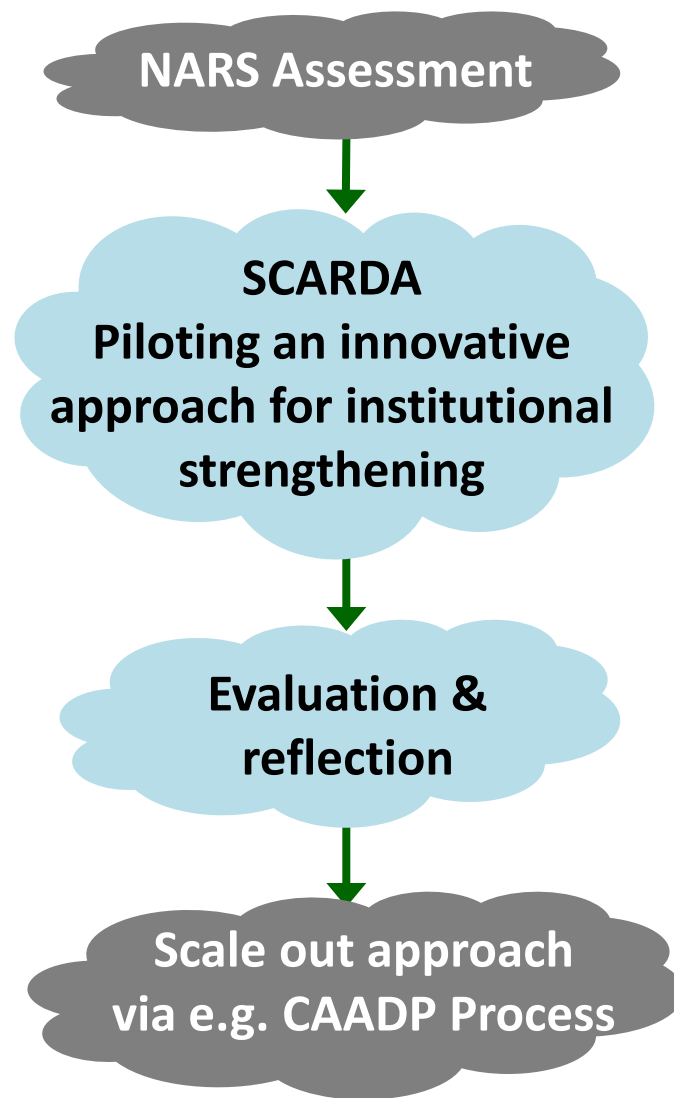 NARS Assessment
SCARDA
Piloting an innovative
approach for institutional
strengthening
Evaluation &
reflection
Scale out approach
via e.g. CAADP Process